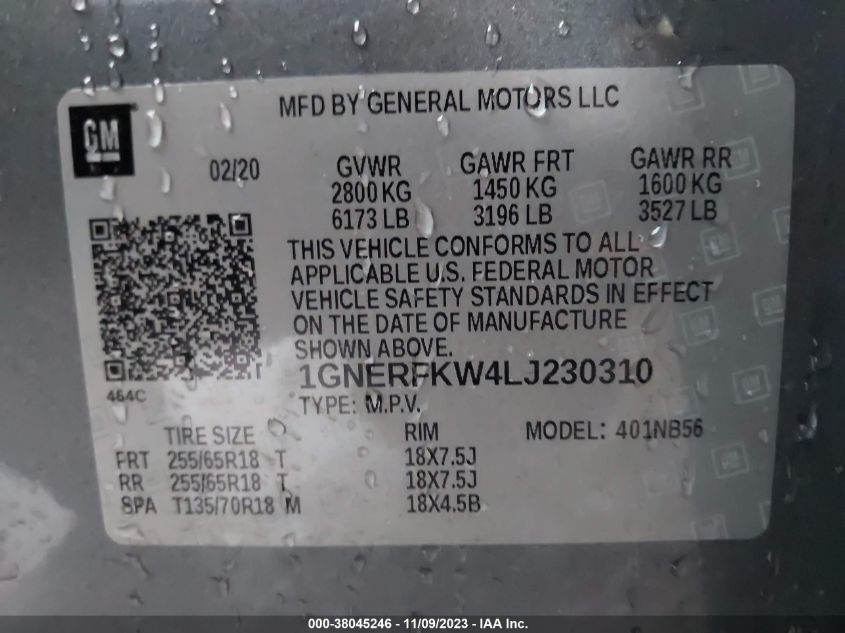 MFD BY GENERAL MOTORS LLC
GM
02/20 GVWR GAWR FRT GAWR RR
2800 KG 1450 KG 1600 KG
6173 LB 3196 LB 3527 LB
THIS VEHICLE CONFORMS TO ALL
APPLICABLE U.S. FEDERAL MOTOR
VEHICLE SAFETY STANDARDS IN EFFECT
ON THE DATE OF MANUFACTURE
SHOWN ABOVE.
1GNERFKW4LJ230310
464C
TYPE: M.P.V.
TIRE SIZE RIM MODEL: 401NB56
FRT 255/65R18 T 18X7.5J
RR 255/65R18 T 18X7.5J
SPA T135/70R18 M 18X4.5B
000-38045246 - 11/09/2023 - www.iaai.com